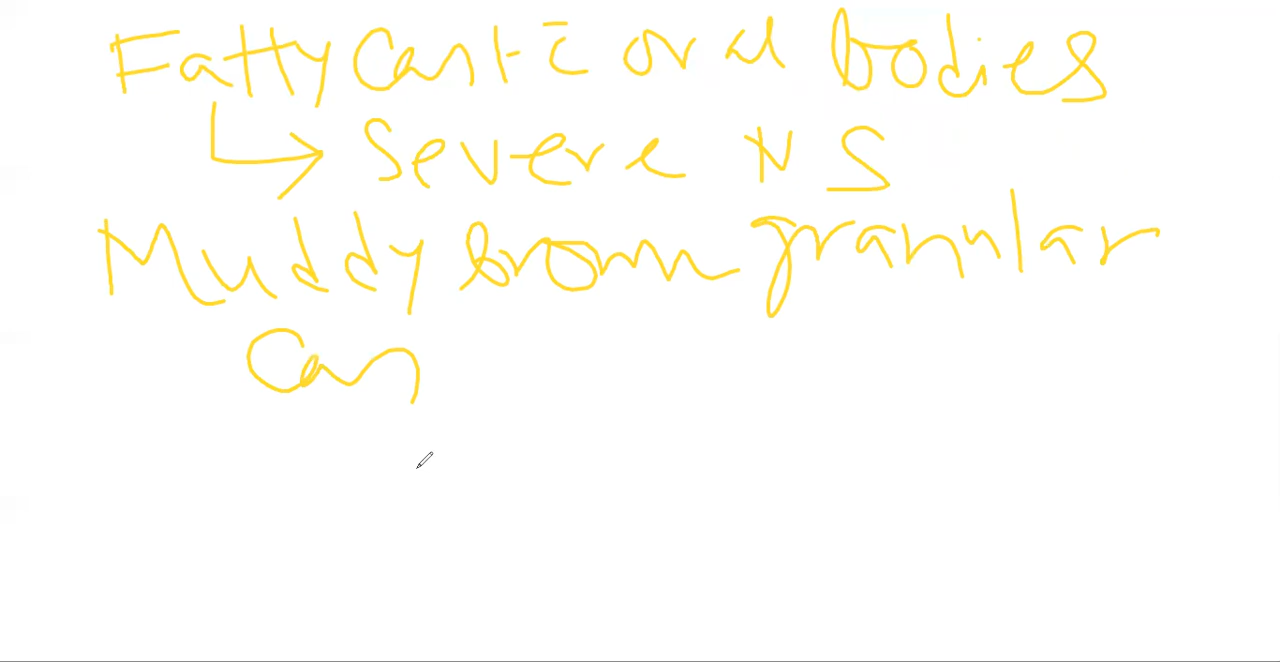 Fatty Cast c̄ oval bodies
↳ Severe NS
Muddy brown granular
Cas